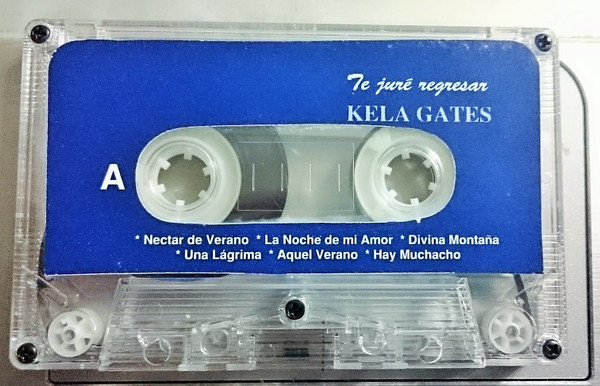 Te juré regresar
KELA GATES
A
* Nectar de Verano * La Noche de mi Amor * Divina Montaña
* Una Lágrima * Aquel Verano * Hay Muchacho